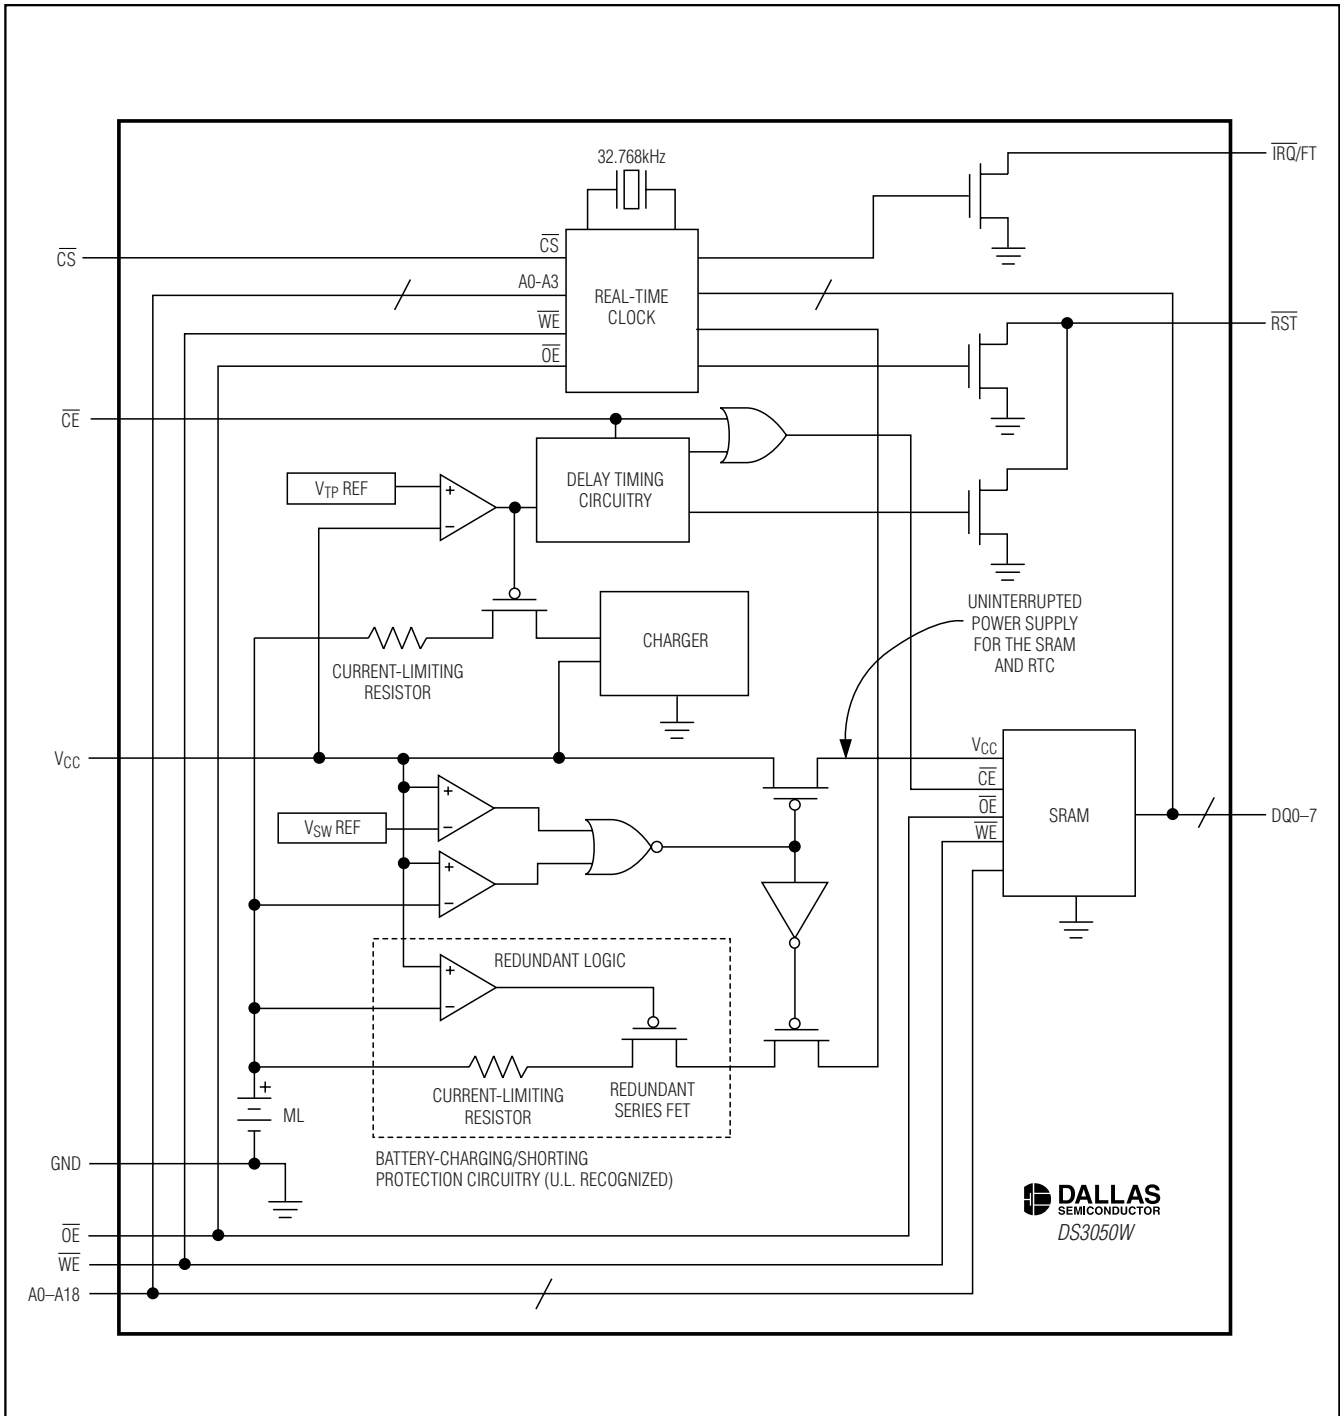 32.768kHz
IRQ/FT
CS
CS
A0-A3
WE
OE
REAL-TIME
CLOCK
RST
CE
VTP REF
+
−
DELAY TIMING
CIRCUITRY
CURRENT-LIMITING
RESISTOR
CHARGER
UNINTERRUPTED
POWER SUPPLY
FOR THE SRAM
AND RTC
VCC
VSW REF
+
−
+
−
VCC
CE
OE
WE
SRAM
DQ0–7
REDUNDANT LOGIC
+
−
CURRENT-LIMITING
RESISTOR
REDUNDANT
SERIES FET
+
ML
BATTERY-CHARGING/SHORTING
PROTECTION CIRCUITRY (U.L. RECOGNIZED)
GND
OE
WE
A0–A18
DALLAS
SEMICONDUCTOR
DS3050W